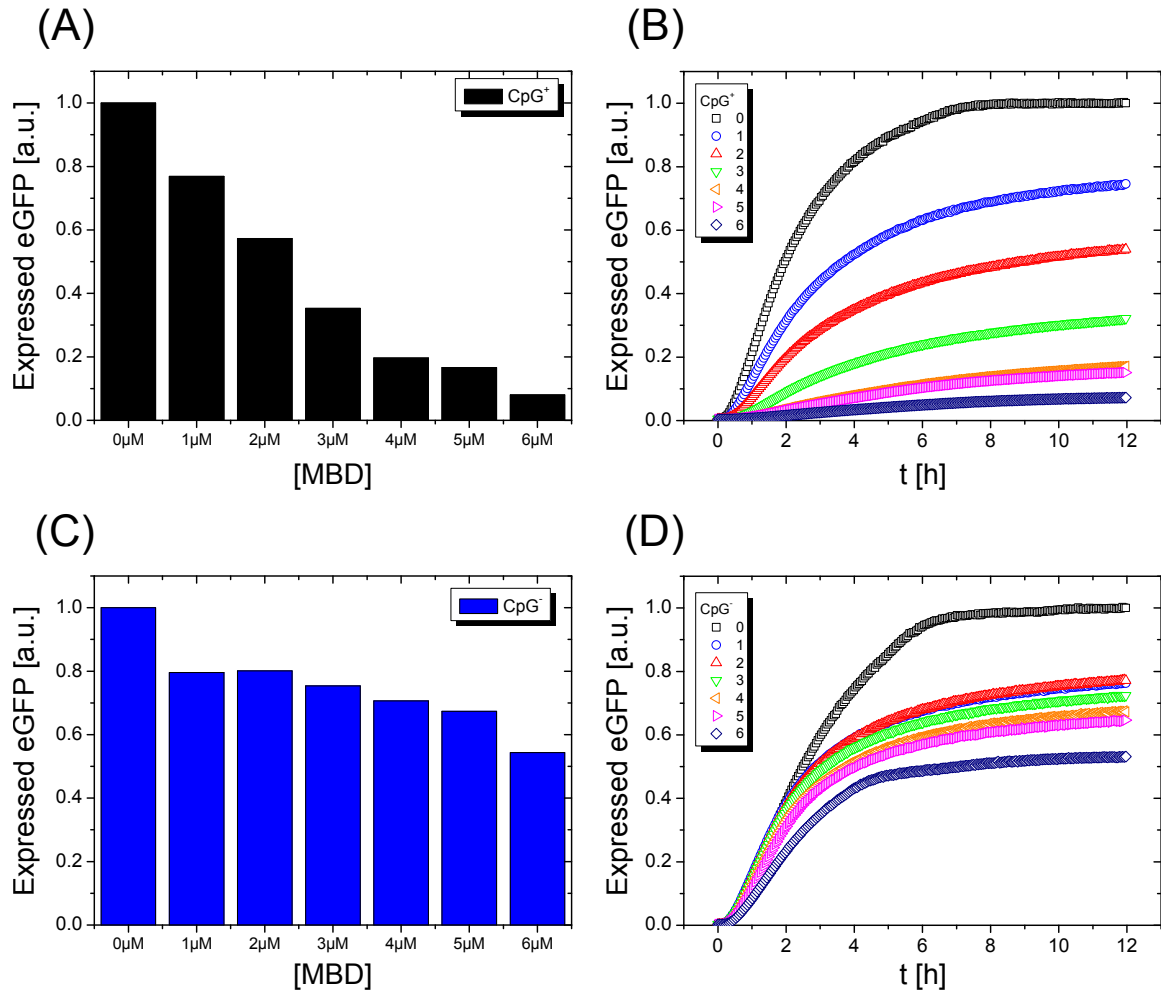 (A)
Expressed eGFP [a.u.]
1.0
0.8
0.6
0.4
0.2
0.0
CpG⁺
0µM 1µM 2µM 3µM 4µM 5µM 6µM
[MBD]
(B)
Expressed eGFP [a.u.]
1.0
0.8
0.6
0.4
0.2
0.0
CpG⁺
0
1
2
3
4
5
6
0 2 4 6 8 10 12
t [h]
(C)
Expressed eGFP [a.u.]
1.0
0.8
0.6
0.4
0.2
0.0
CpG⁻
0µM 1µM 2µM 3µM 4µM 5µM 6µM
[MBD]
(D)
Expressed eGFP [a.u.]
1.0
0.8
0.6
0.4
0.2
0.0
CpG⁻
0
1
2
3
4
5
6
0 2 4 6 8 10 12
t [h]